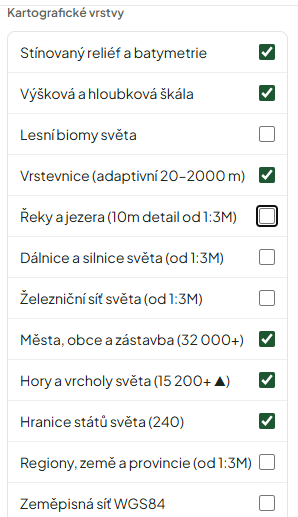 Kartografické vrstvy
Stínovaný reliéf a batymetrie
Výšková a hloubková škála
Lesní biomy světa
Vrstevnice (adaptivní 20–2000 m)
Řeky a jezera (10m detail od 1:3M)
Dálnice a silnice světa (od 1:3M)
Železniční síť světa (od 1:3M)
Města, obce a zástavba (32 000+)
Hory a vrcholy světa (15 200+ ▲)
Hranice států světa (240)
Regiony, země a provincie (od 1:3M)
Zeměpisná síť WGS84